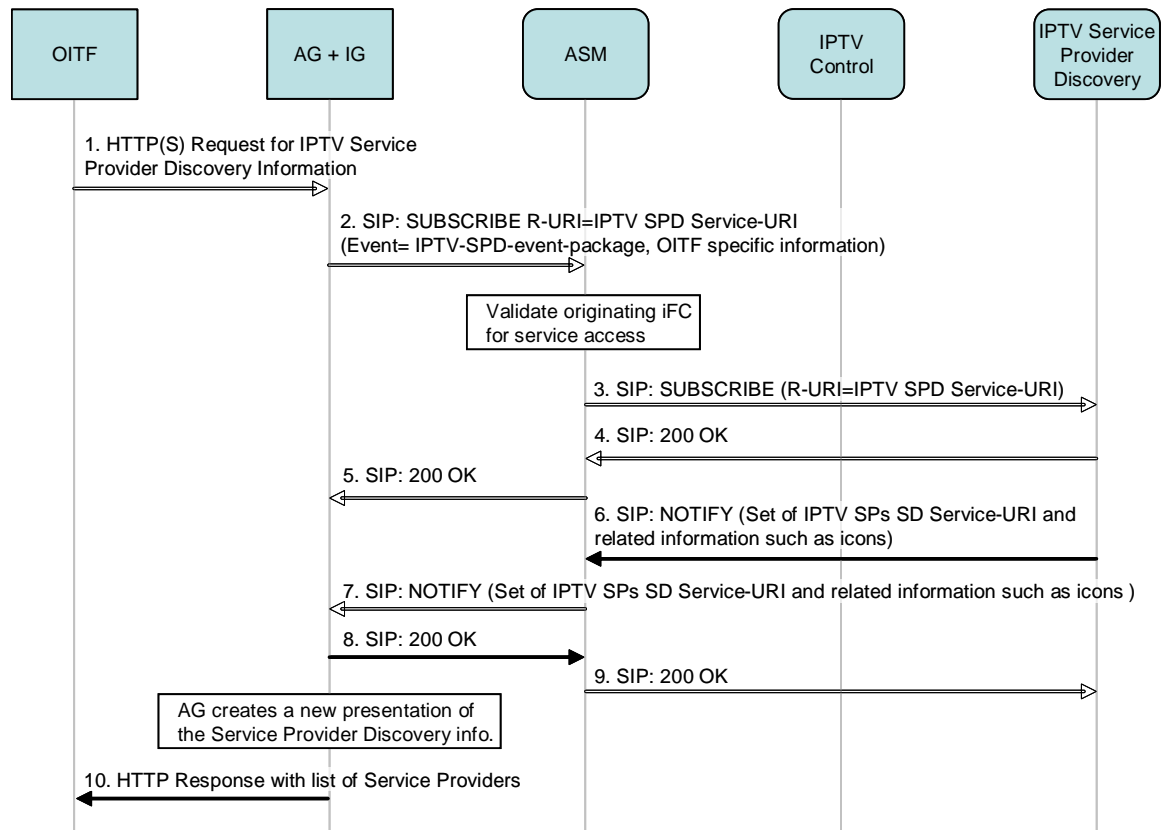 OITF
AG + IG
ASM
IPTV
Control
IPTV Service
Provider
Discovery
1. HTTP(S) Request for IPTV Service
Provider Discovery Information
2. SIP: SUBSCRIBE R-URI=IPTV SPD Service-URI
(Event= IPTV-SPD-event-package, OITF specific information)
Validate originating iFC
for service access
3. SIP: SUBSCRIBE (R-URI=IPTV SPD Service-URI)
4. SIP: 200 OK
5. SIP: 200 OK
6. SIP: NOTIFY (Set of IPTV SPs SD Service-URI and
related information such as icons)
7. SIP: NOTIFY (Set of IPTV SPs SD Service-URI and related information such as icons )
8. SIP: 200 OK
9. SIP: 200 OK
AG creates a new presentation of
the Service Provider Discovery info.
10. HTTP Response with list of Service Providers